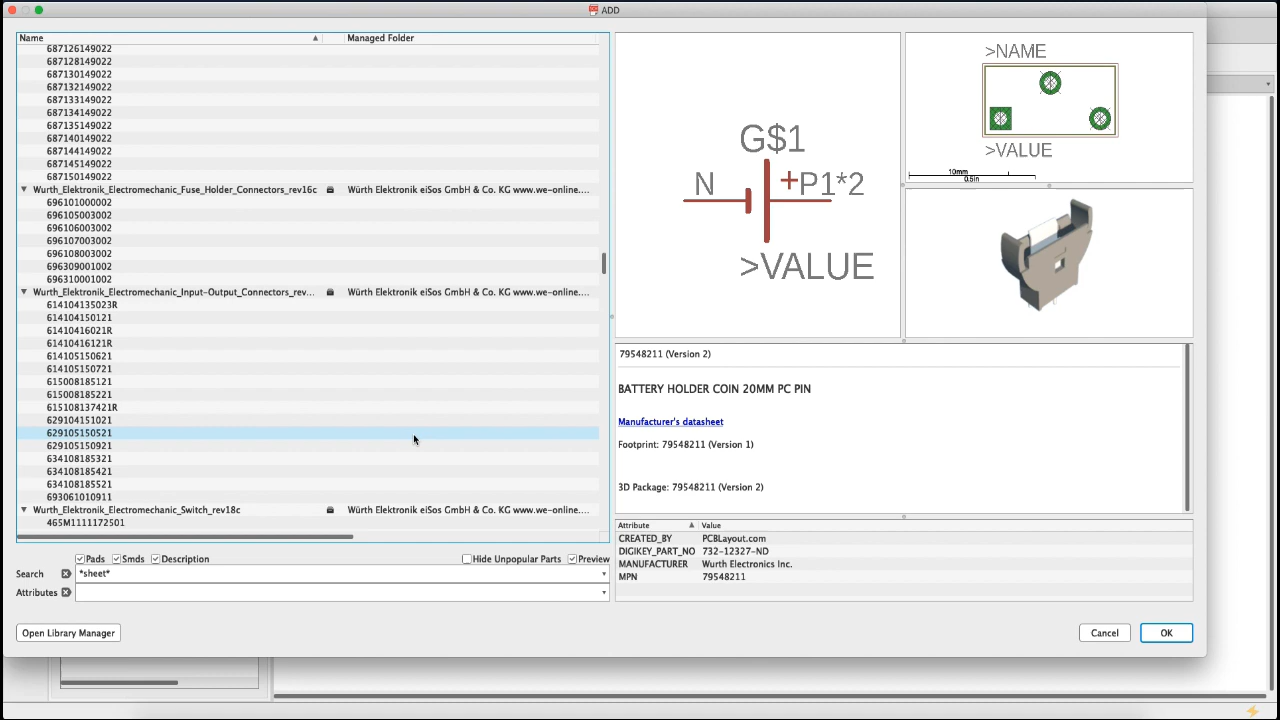 ADD
Name
Managed Folder
687126149022
687128149022
687130149022
687132149022
687133149022
687134149022
687135149022
687140149022
687144149022
687145149022
687150149022
Wurth_Elektronik_Electromechanic_Fuse_Holder_Connectors_rev16c Würth Elektronik eiSos GmbH & Co. KG www.we-online....
696101000002
696105003002
696106003002
696107003002
696108003002
696309001002
696310001002
Wurth_Elektronik_Electromechanic_Input-Output_Connectors_rev... Würth Elektronik eiSos GmbH & Co. KG www.we-online....
614104135023R
614104150121
61410416021R
61410416121R
614105150621
614105150721
615008185121
615008185221
615108137421R
629104151021
629105150521
629105150921
634108185321
634108185421
634108185521
693061010911
Wurth_Elektronik_Electromechanic_Switch_rev18c Würth Elektronik eiSos GmbH & Co. KG www.we-online....
465M1111172501
Pads Smds Description Hide Unpopular Parts Preview
Search *sheet*
Attributes
Open Library Manager
G$1
N +P1*2
>VALUE
>NAME
>VALUE
10mm
0.5in
79548211 (Version 2)
BATTERY HOLDER COIN 20MM PC PIN
Manufacturer's datasheet
Footprint: 79548211 (Version 1)
3D Package: 79548211 (Version 2)
Attribute Value
CREATED_BY PCBLayout.com
DIGIKEY_PART_NO 732-12327-ND
MANUFACTURER Wurth Electronics Inc.
MPN 79548211
Cancel OK